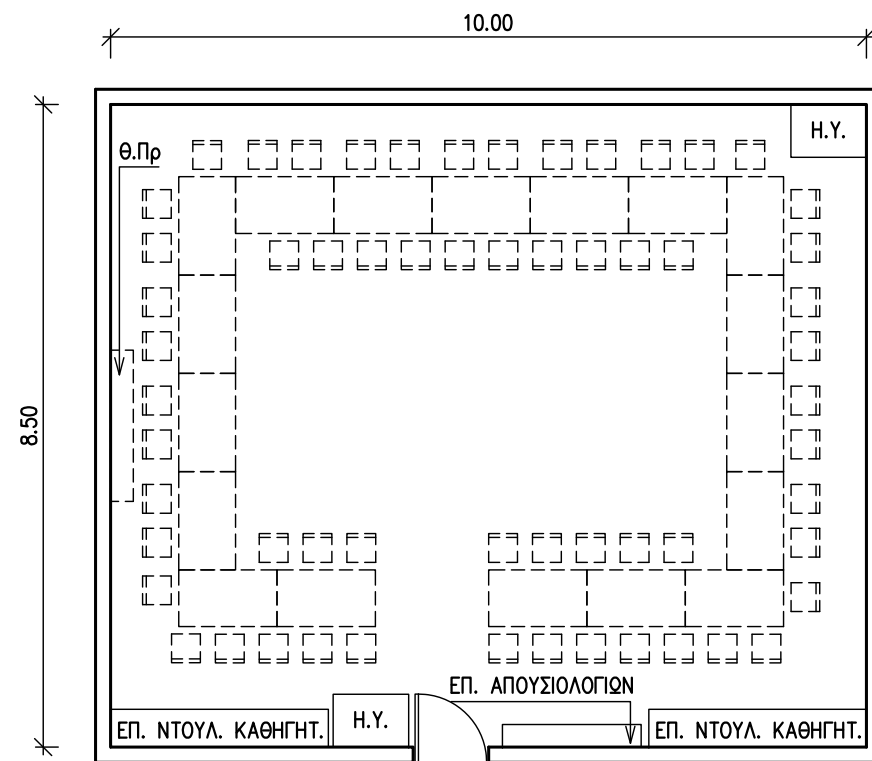 10.00
Η.Υ.
Θ.Πρ
8.50
ΕΠ. ΑΠΟΥΣΙΟΛΟΓΙΩΝ
ΕΠ. ΝΤΟΥΛ. ΚΑΘΗΓΗΤ.
Η.Υ.
ΕΠ. ΝΤΟΥΛ. ΚΑΘΗΓΗΤ.